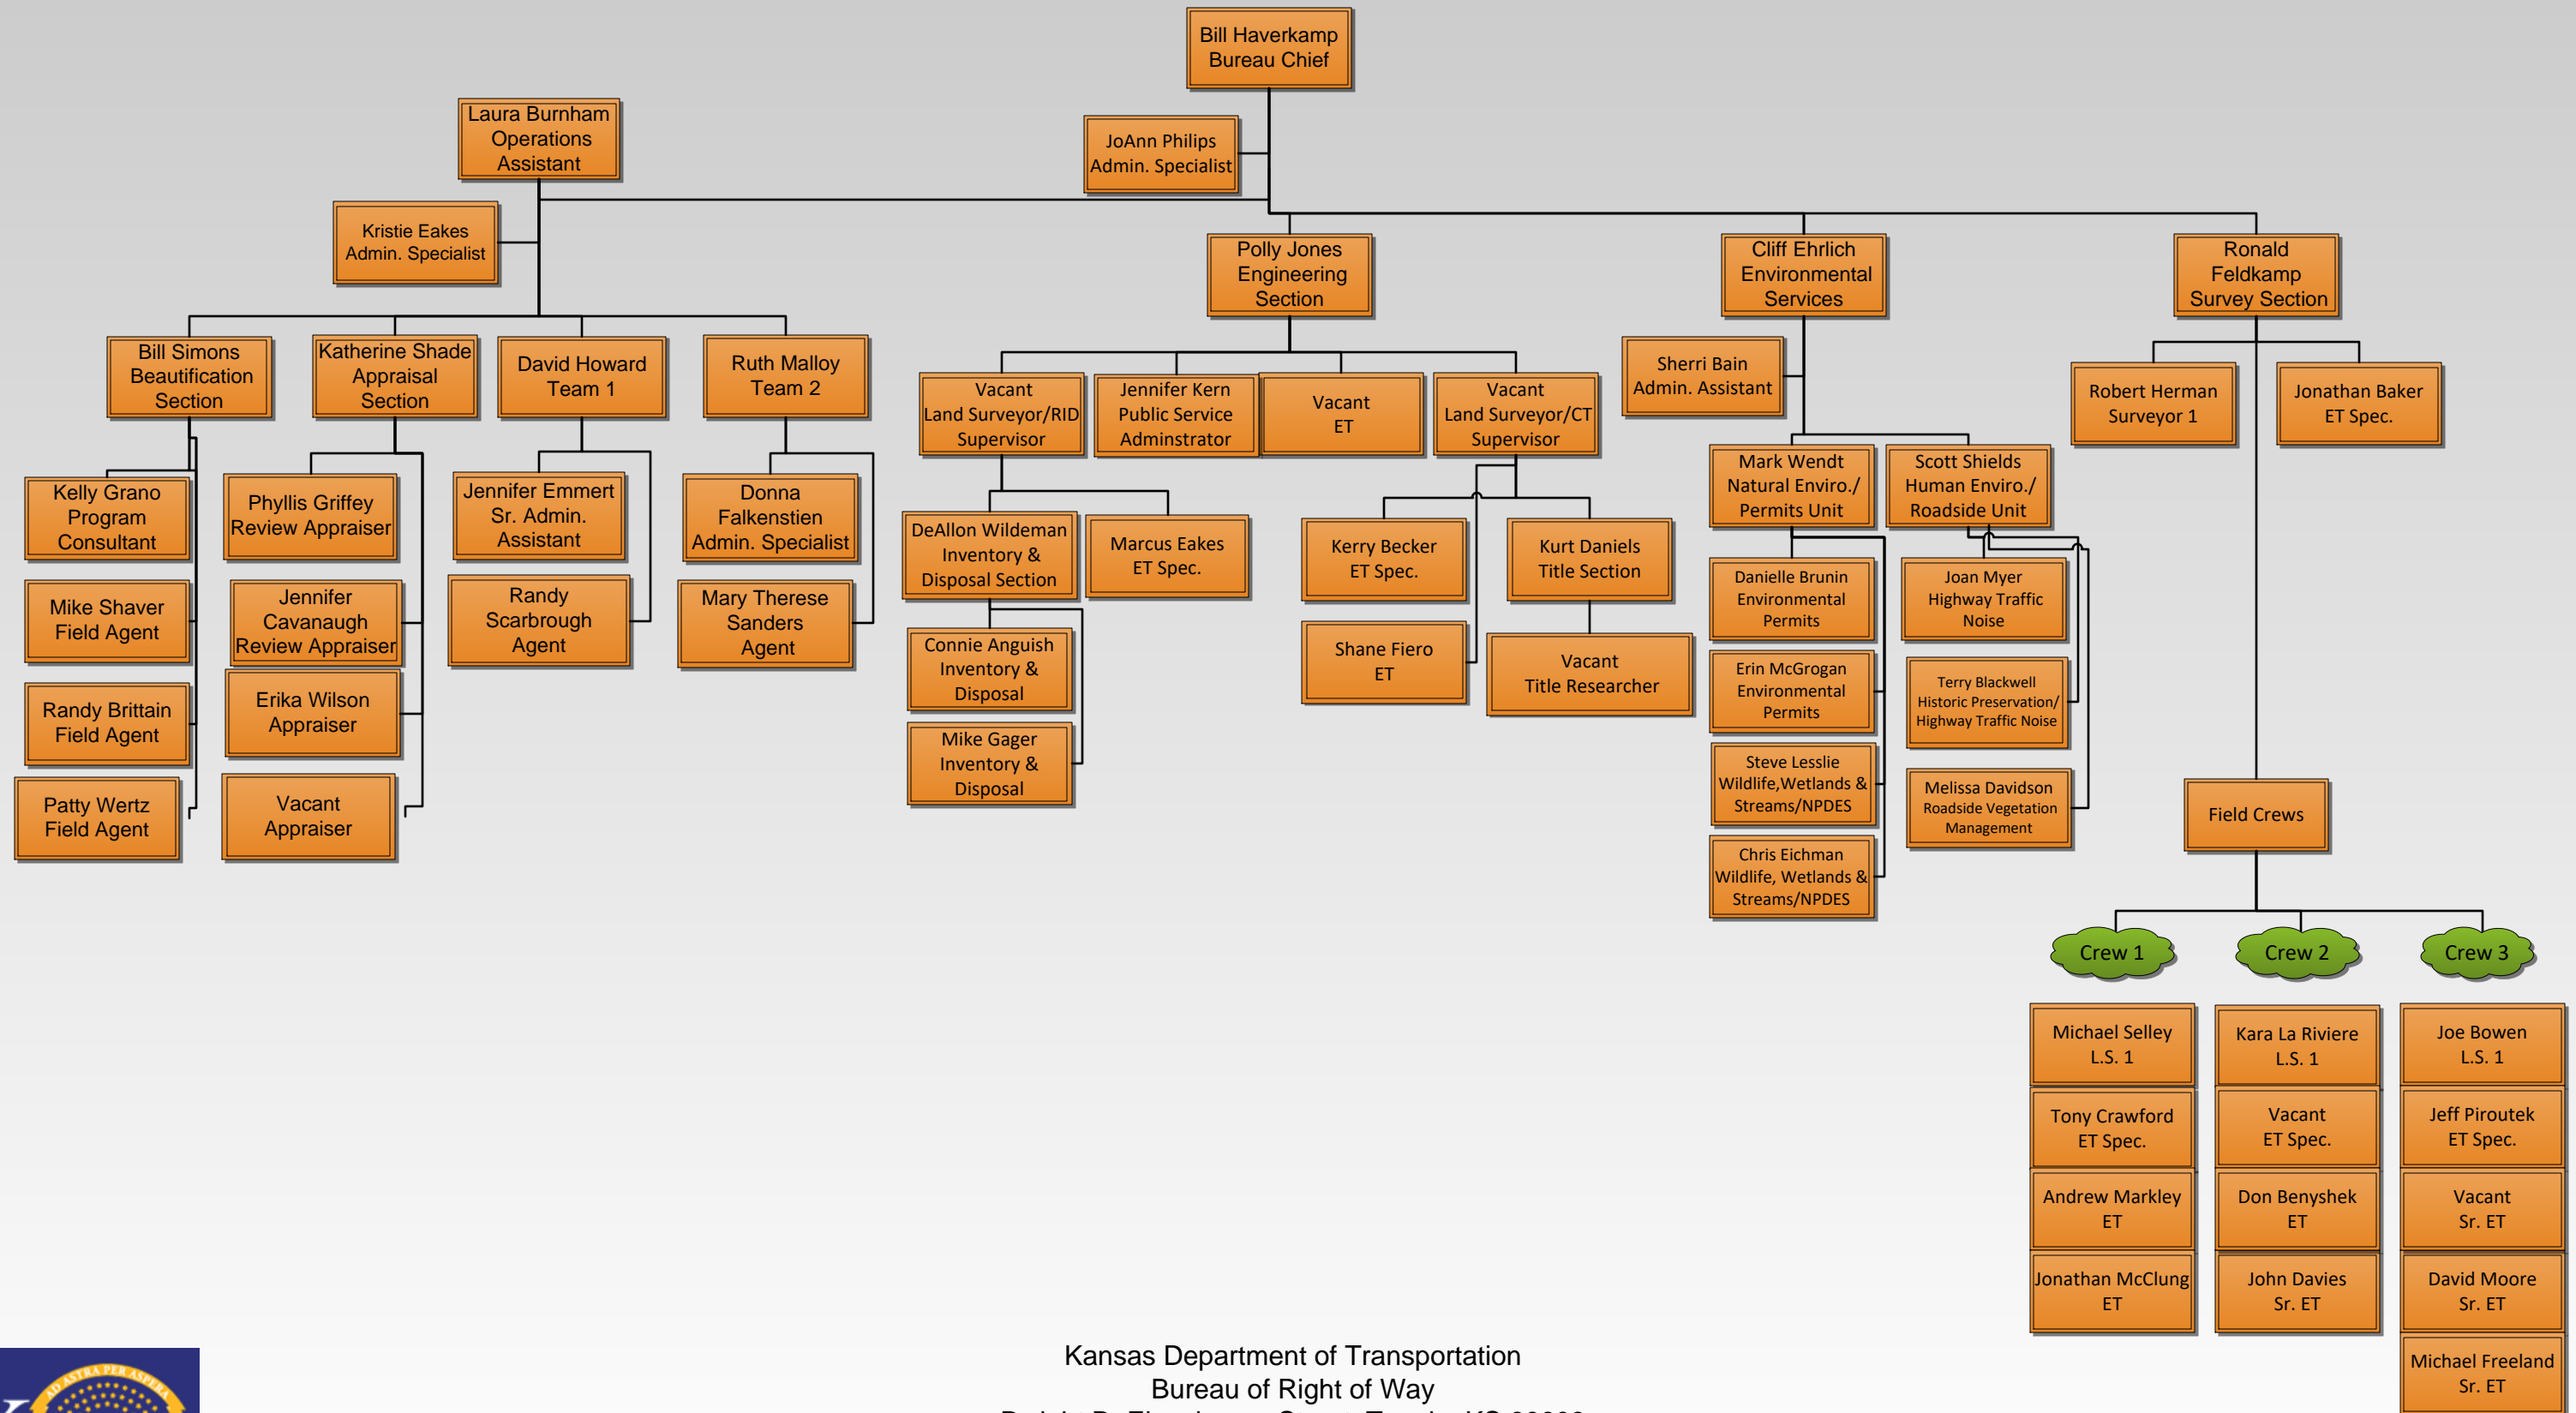 Bill Haverkamp
Bureau Chief
Laura Burnham
Operations
Assistant
JoAnn Philips
Admin. Specialist
Kristie Eakes
Admin. Specialist
Polly Jones
Engineering
Section
Cliff Ehrlich
Environmental
Services
Ronald
Feldkamp
Survey Section
Bill Simons
Beautification
Section
Katherine Shade
Appraisal
Section
David Howard
Team 1
Ruth Malloy
Team 2
Vacant
Land Surveyor/RID
Supervisor
Jennifer Kern
Public Service
Adminstrator
Vacant
ET
Vacant
Land Surveyor/CT
Supervisor
Sherri Bain
Admin. Assistant
Robert Herman
Surveyor 1
Jonathan Baker
ET Spec.
Mark Wendt
Natural Enviro./
Permits Unit
Scott Shields
Human Enviro./
Roadside Unit
Kelly Grano
Program
Consultant
Phyllis Griffey
Review Appraiser
Jennifer Emmert
Sr. Admin.
Assistant
Donna
Falkenstien
Admin. Specialist
DeAllon Wildeman
Inventory &
Disposal Section
Marcus Eakes
ET Spec.
Kerry Becker
ET Spec.
Kurt Daniels
Title Section
Danielle Brunin
Environmental
Permits
Joan Myer
Highway Traffic
Noise
Mike Shaver
Field Agent
Jennifer
Cavanaugh
Review Appraiser
Randy
Scarbrough
Agent
Mary Therese
Sanders
Agent
Connie Anguish
Inventory &
Disposal
Shane Fiero
ET
Vacant
Title Researcher
Erin McGrogan
Environmental
Permits
Terry Blackwell
Historic Preservation/
Highway Traffic Noise
Randy Brittain
Field Agent
Erika Wilson
Appraiser
Mike Gager
Inventory &
Disposal
Steve Lesslie
Wildlife,Wetlands &
Streams/NPDES
Melissa Davidson
Roadside Vegetation
Management
Patty Wertz
Field Agent
Vacant
Appraiser
Chris Eichman
Wildlife, Wetlands &
Streams/NPDES
Field Crews
Crew 1
Crew 2
Crew 3
Michael Selley
L.S. 1
Kara La Riviere
L.S. 1
Joe Bowen
L.S. 1
Tony Crawford
ET Spec.
Vacant
ET Spec.
Jeff Piroutek
ET Spec.
Andrew Markley
ET
Don Benyshek
ET
Vacant
Sr. ET
Jonathan McClung
ET
John Davies
Sr. ET
David Moore
Sr. ET
Michael Freeland
Sr. ET
AD ASTRA PER ASPERA
Kansas Department of Transportation
Bureau of Right of Way